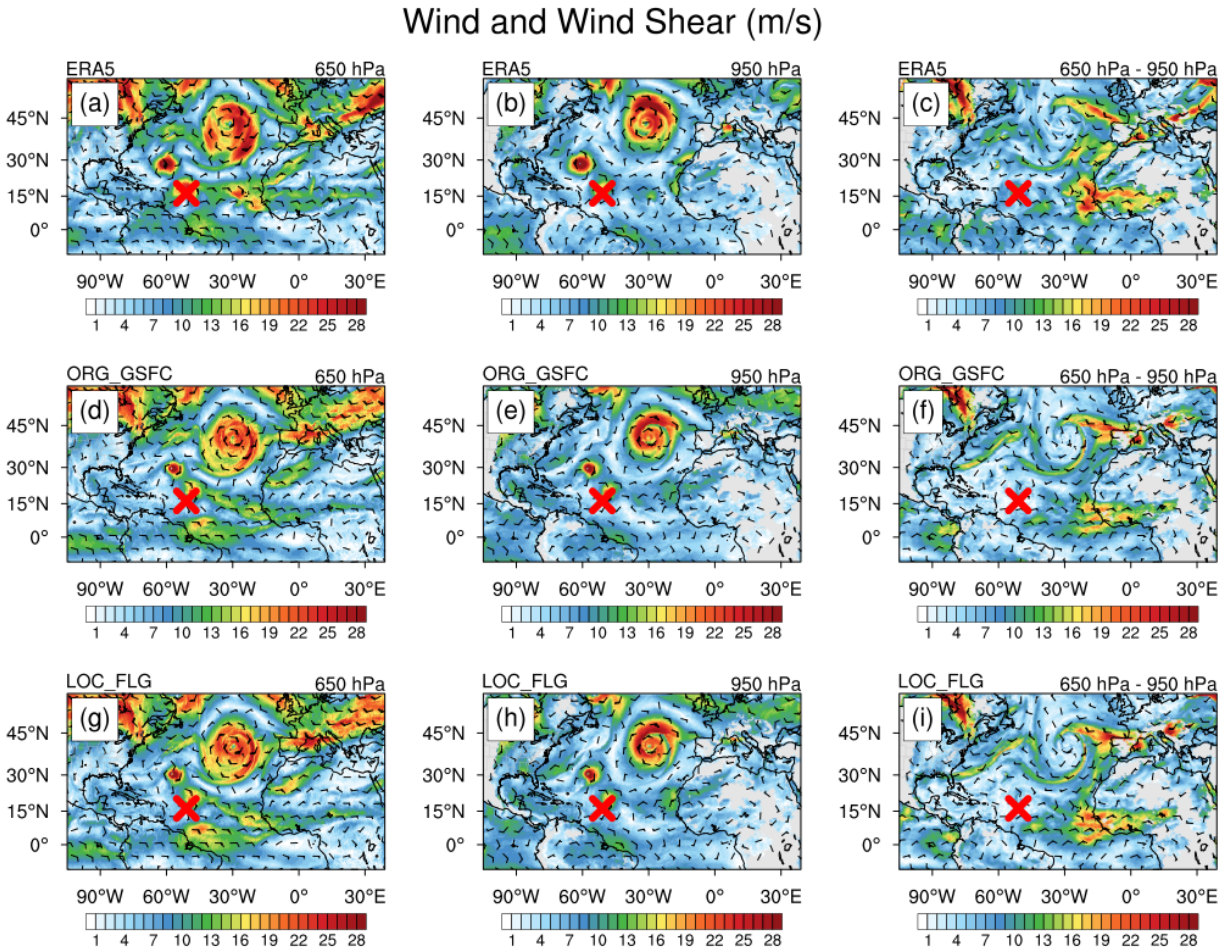 Wind and Wind Shear (m/s)
ERA5 650 hPa ERA5 950 hPa ERA5 650 hPa - 950 hPa
(a) (b) (c)
45°N 45°N 45°N
30°N 30°N 30°N
15°N 15°N 15°N
0° 0° 0°
90°W 60°W 30°W 0° 30°E 90°W 60°W 30°W 0° 30°E 90°W 60°W 30°W 0° 30°E
1 4 7 10 13 16 19 22 25 28 1 4 7 10 13 16 19 22 25 28 1 4 7 10 13 16 19 22 25 28
ORG_GSFC 650 hPa ORG_GSFC 950 hPa ORG_GSFC 650 hPa - 950 hPa
(d) (e) (f)
45°N 45°N 45°N
30°N 30°N 30°N
15°N 15°N 15°N
0° 0° 0°
90°W 60°W 30°W 0° 30°E 90°W 60°W 30°W 0° 30°E 90°W 60°W 30°W 0° 30°E
1 4 7 10 13 16 19 22 25 28 1 4 7 10 13 16 19 22 25 28 1 4 7 10 13 16 19 22 25 28
LOC_FLG 650 hPa LOC_FLG 950 hPa LOC_FLG 650 hPa - 950 hPa
(g) (h) (i)
45°N 45°N 45°N
30°N 30°N 30°N
15°N 15°N 15°N
0° 0° 0°
90°W 60°W 30°W 0° 30°E 90°W 60°W 30°W 0° 30°E 90°W 60°W 30°W 0° 30°E
1 4 7 10 13 16 19 22 25 28 1 4 7 10 13 16 19 22 25 28 1 4 7 10 13 16 19 22 25 28